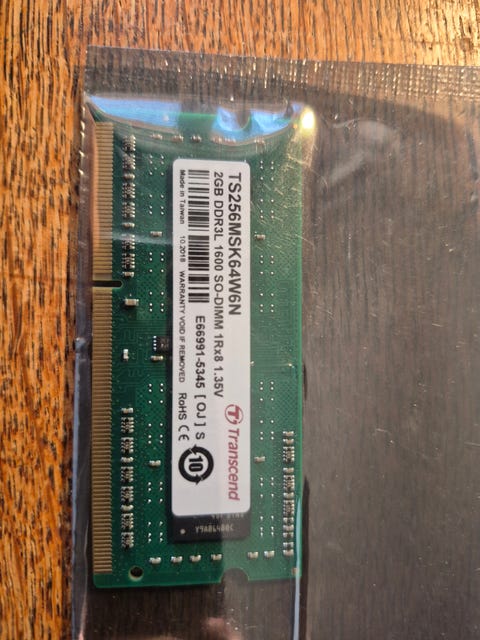 TS256MSK64W6N
2GB DDR3L 1600 SO-DIMM 1Rx8 1.35V
E66991-5345 [ OJ ] S
Made in Taiwan 10.2018 WARRANTY VOID IF REMOVED RoHS CE
Transcend
10